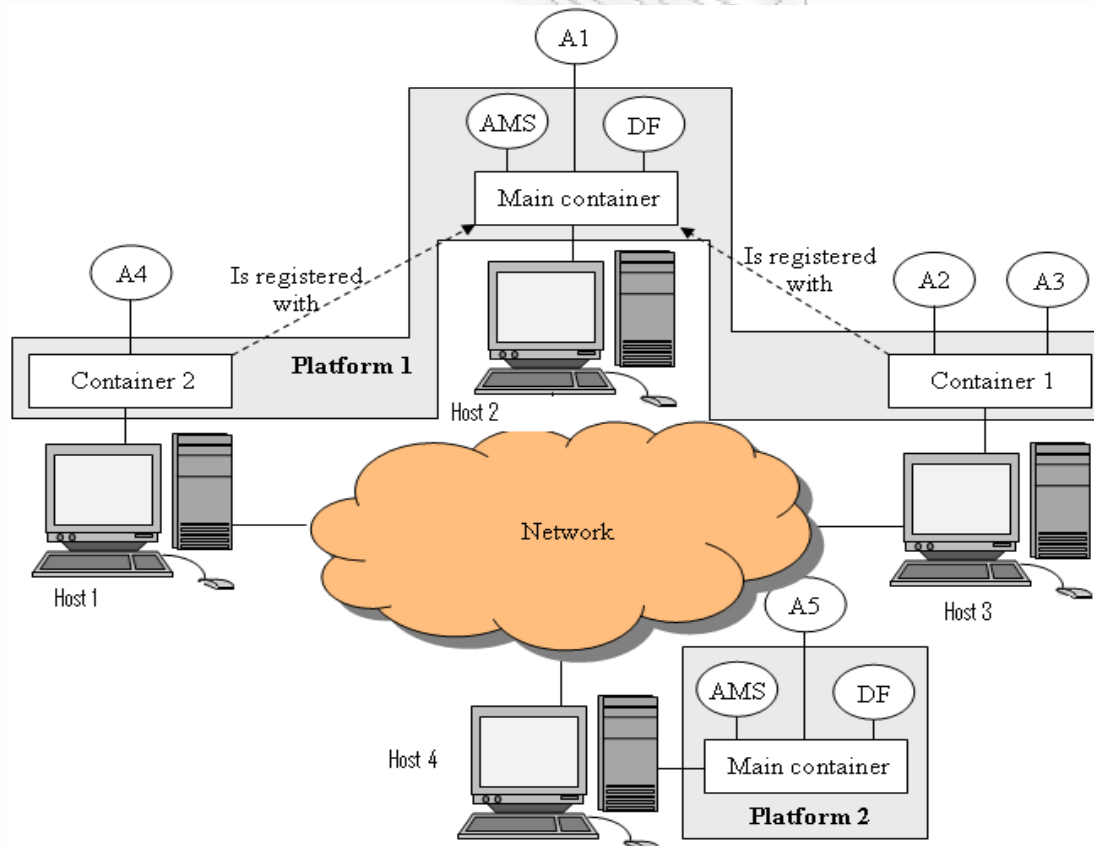 A1
AMS
DF
Main container
A4
Is registered
with
Is registered
with
A2
A3
Container 2
Platform 1
Container 1
Host 2
Network
Host 1
Host 3
A5
AMS
DF
Host 4
Main container
Platform 2